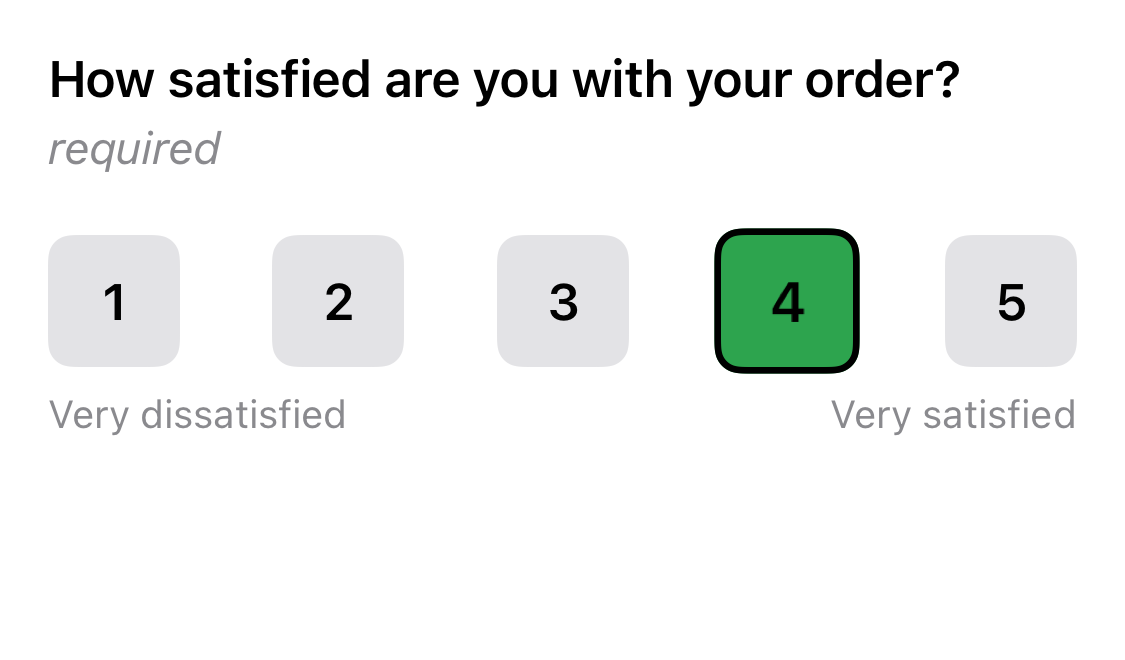 How satisfied are you with your order?
required
1 2 3 4 5
Very dissatisfied Very satisfied